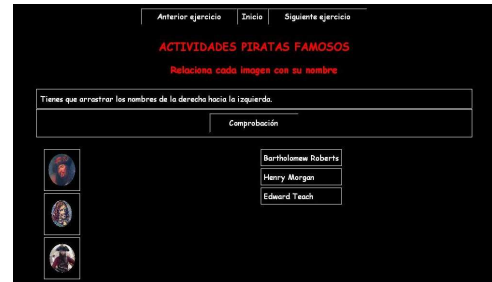 Anterior ejercicio Inicio Siguiente ejercicio
ACTIVIDADES PIRATAS FAMOSOS
Relaciona cada imagen con su nombre
Tienes que arrastrar los nombres de la derecha hacia la izquierda.
Comprobación
Bartholomew Roberts
Henry Morgan
Edward Teach